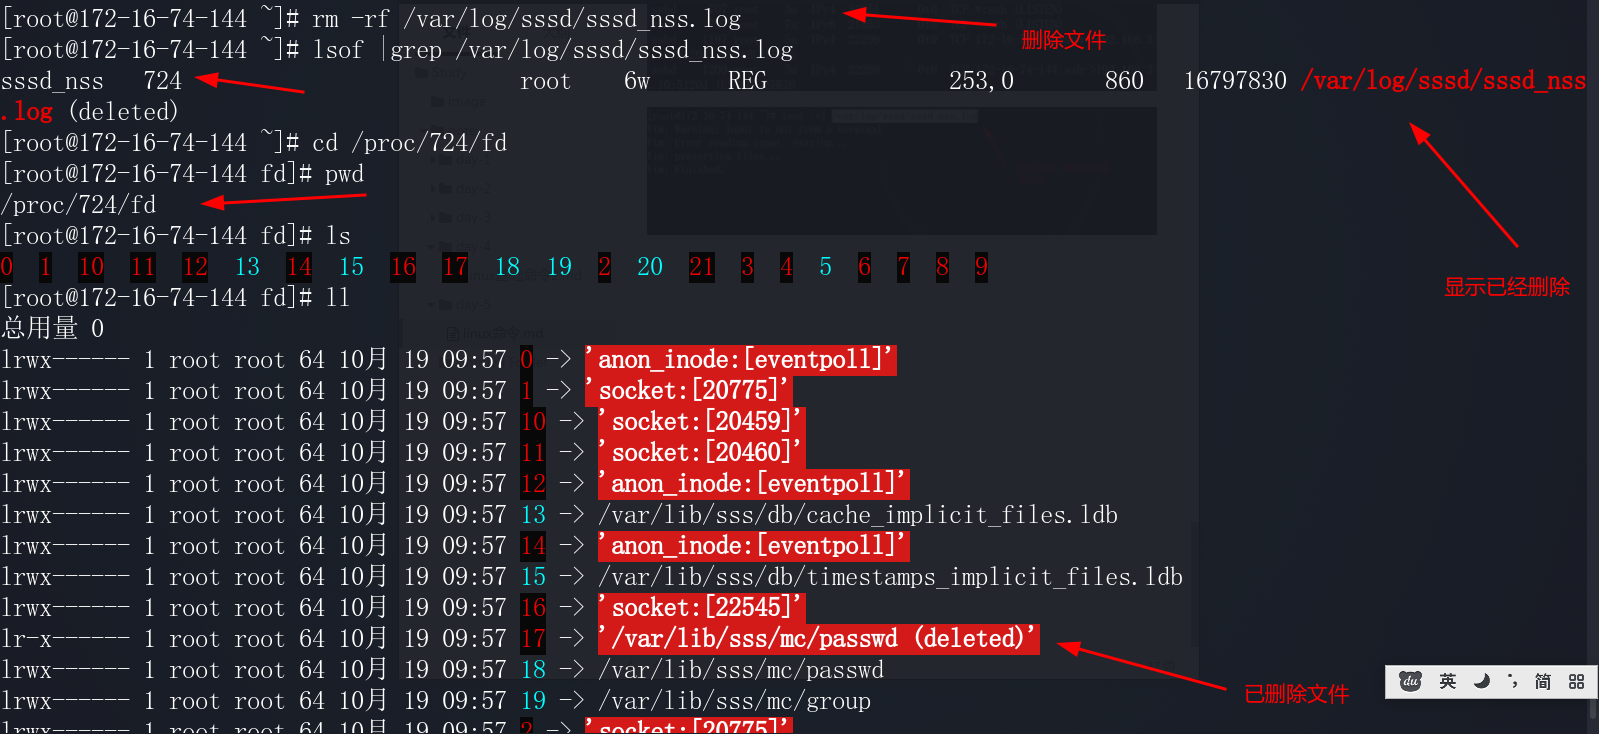 [root@172-16-74-144 ~]# rm -rf /var/log/sssd/sssd_nss.log
删除文件
[root@172-16-74-144 ~]# lsof |grep /var/log/sssd/sssd_nss.log
sssd_nss   724                          root    6w      REG              253,0       860   16797830 /var/log/sssd/sssd_nss
.log (deleted)
[root@172-16-74-144 ~]# cd /proc/724/fd
[root@172-16-74-144 fd]# pwd
/proc/724/fd
[root@172-16-74-144 fd]# ls
0  1  10  11  12  13  14  15  16  17  18  19  2  20  21  3  4  5  6  7  8  9
显示已经删除
[root@172-16-74-144 fd]# ll
总用量 0
lrwx------ 1 root root 64 10月 19 09:57 0 -> 'anon_inode:[eventpoll]'
lrwx------ 1 root root 64 10月 19 09:57 1 -> 'socket:[20775]'
lrwx------ 1 root root 64 10月 19 09:57 10 -> 'socket:[20459]'
lrwx------ 1 root root 64 10月 19 09:57 11 -> 'socket:[20460]'
lrwx------ 1 root root 64 10月 19 09:57 12 -> 'anon_inode:[eventpoll]'
lrwx------ 1 root root 64 10月 19 09:57 13 -> /var/lib/sss/db/cache_implicit_files.ldb
lrwx------ 1 root root 64 10月 19 09:57 14 -> 'anon_inode:[eventpoll]'
lrwx------ 1 root root 64 10月 19 09:57 15 -> /var/lib/sss/db/timestamps_implicit_files.ldb
lrwx------ 1 root root 64 10月 19 09:57 16 -> 'socket:[22545]'
lr-x------ 1 root root 64 10月 19 09:57 17 -> '/var/lib/sss/mc/passwd (deleted)'
lrwx------ 1 root root 64 10月 19 09:57 18 -> /var/lib/sss/mc/passwd
已删除文件
lrwx------ 1 root root 64 10月 19 09:57 19 -> /var/lib/sss/mc/group
lrwx------ 1 root root 64 10月 19 09:57 2 -> 'socket:[20775]'
du 英 简